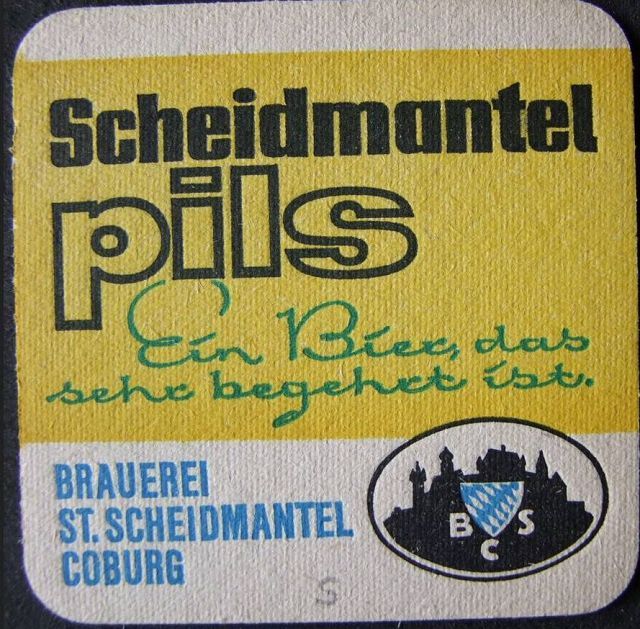 Scheidmantel
pils
Ein Bier, das
sehr begehrt ist.
BRAUEREI
ST. SCHEIDMANTEL
COBURG
B S
C
S